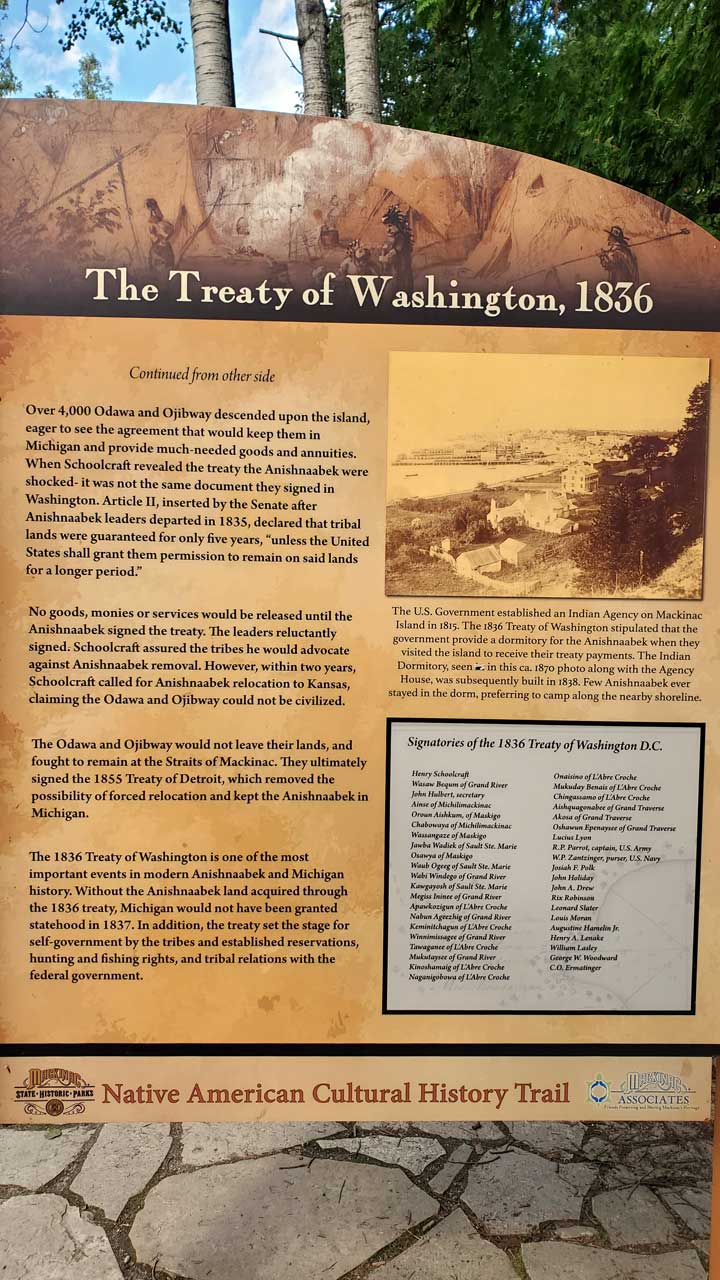 The Treaty of Washington, 1836
Continued from other side
Over 4,000 Odawa and Ojibway descended upon the island,
eager to see the agreement that would keep them in
Michigan and provide much-needed goods and annuities.
When Schoolcraft revealed the treaty the Anishnaabek were
shocked- it was not the same document they signed in
Washington. Article II, inserted by the Senate after
Anishnaabek leaders departed in 1835, declared that tribal
lands were guaranteed for only five years, “unless the United
States shall grant them permission to remain on said lands
for a longer period.”
No goods, monies or services would be released until the
Anishnaabek signed the treaty. The leaders reluctantly
signed. Schoolcraft assured the tribes he would advocate
against Anishnaabek removal. However, within two years,
Schoolcraft called for Anishnaabek relocation to Kansas,
claiming the Odawa and Ojibway could not be civilized.
The Odawa and Ojibway would not leave their lands, and
fought to remain at the Straits of Mackinac. They ultimately
signed the 1855 Treaty of Detroit, which removed the
possibility of forced relocation and kept the Anishnaabek in
Michigan.
The 1836 Treaty of Washington is one of the most
important events in modern Anishnaabek and Michigan
history. Without the Anishnaabek land acquired through
the 1836 treaty, Michigan would not have been granted
statehood in 1837. In addition, the treaty set the stage for
self-government by the tribes and established reservations,
hunting and fishing rights, and tribal relations with the
federal government.
The U.S. Government established an Indian Agency on Mackinac
Island in 1815. The 1836 Treaty of Washington stipulated that the
government provide a dormitory for the Anishnaabek when they
visited the island to receive their treaty payments. The Indian
Dormitory, seen in this ca. 1870 photo along with the Agency
House, was subsequently built in 1838. Few Anishnaabek ever
stayed in the dorm, preferring to camp along the nearby shoreline.
Signatories of the 1836 Treaty of Washington D.C.
Henry Schoolcraft
Wasaw Bequm of Grand River
John Hulbert, secretary
Ainse of Michilimackinac
Oroun Aishkum, of Maskigo
Chabowaya of Michilimackinac
Wassangaze of Maskigo
Jawba Wadiek of Sault Ste. Marie
Osawya of Maskigo
Waub Ogeeg of Sault Ste. Marie
Wabi Windego of Grand River
Kawgayosh of Sault Ste. Marie
Megiss Ininee of Grand River
Apawkozigun of L'Abre Croche
Nabun Ageezhig of Grand River
Keminitchagun of L'Abre Croche
Winnimissagee of Grand River
Tawaganee of L'Abre Croche
Mukutaysee of Grand River
Kinoshamaig of L'Abre Croche
Naganigobowa of L'Abre Croche
Onaisino of L'Abre Croche
Mukuday Benais of L'Abre Croche
Chingassamo of L'Abre Croche
Aishquagonabee of Grand Traverse
Akosa of Grand Traverse
Oshawun Epenaysee of Grand Traverse
Lucius Lyon
R.P. Parrot, captain, U.S. Army
W.P. Zantzinger, purser, U.S. Navy
Josiah F. Polk
John Holiday
John A. Drew
Rix Robinson
Leonard Slater
Louis Moran
Augustine Hamelin Jr.
Henry A. Lenake
William Lasley
George W. Woodward
C.O. Ermatinger
MACKINAC
STATE HISTORIC PARKS
Native American Cultural History Trail
MACKINAC
ASSOCIATES
Friends Preserving and Sharing Mackinac's Heritage